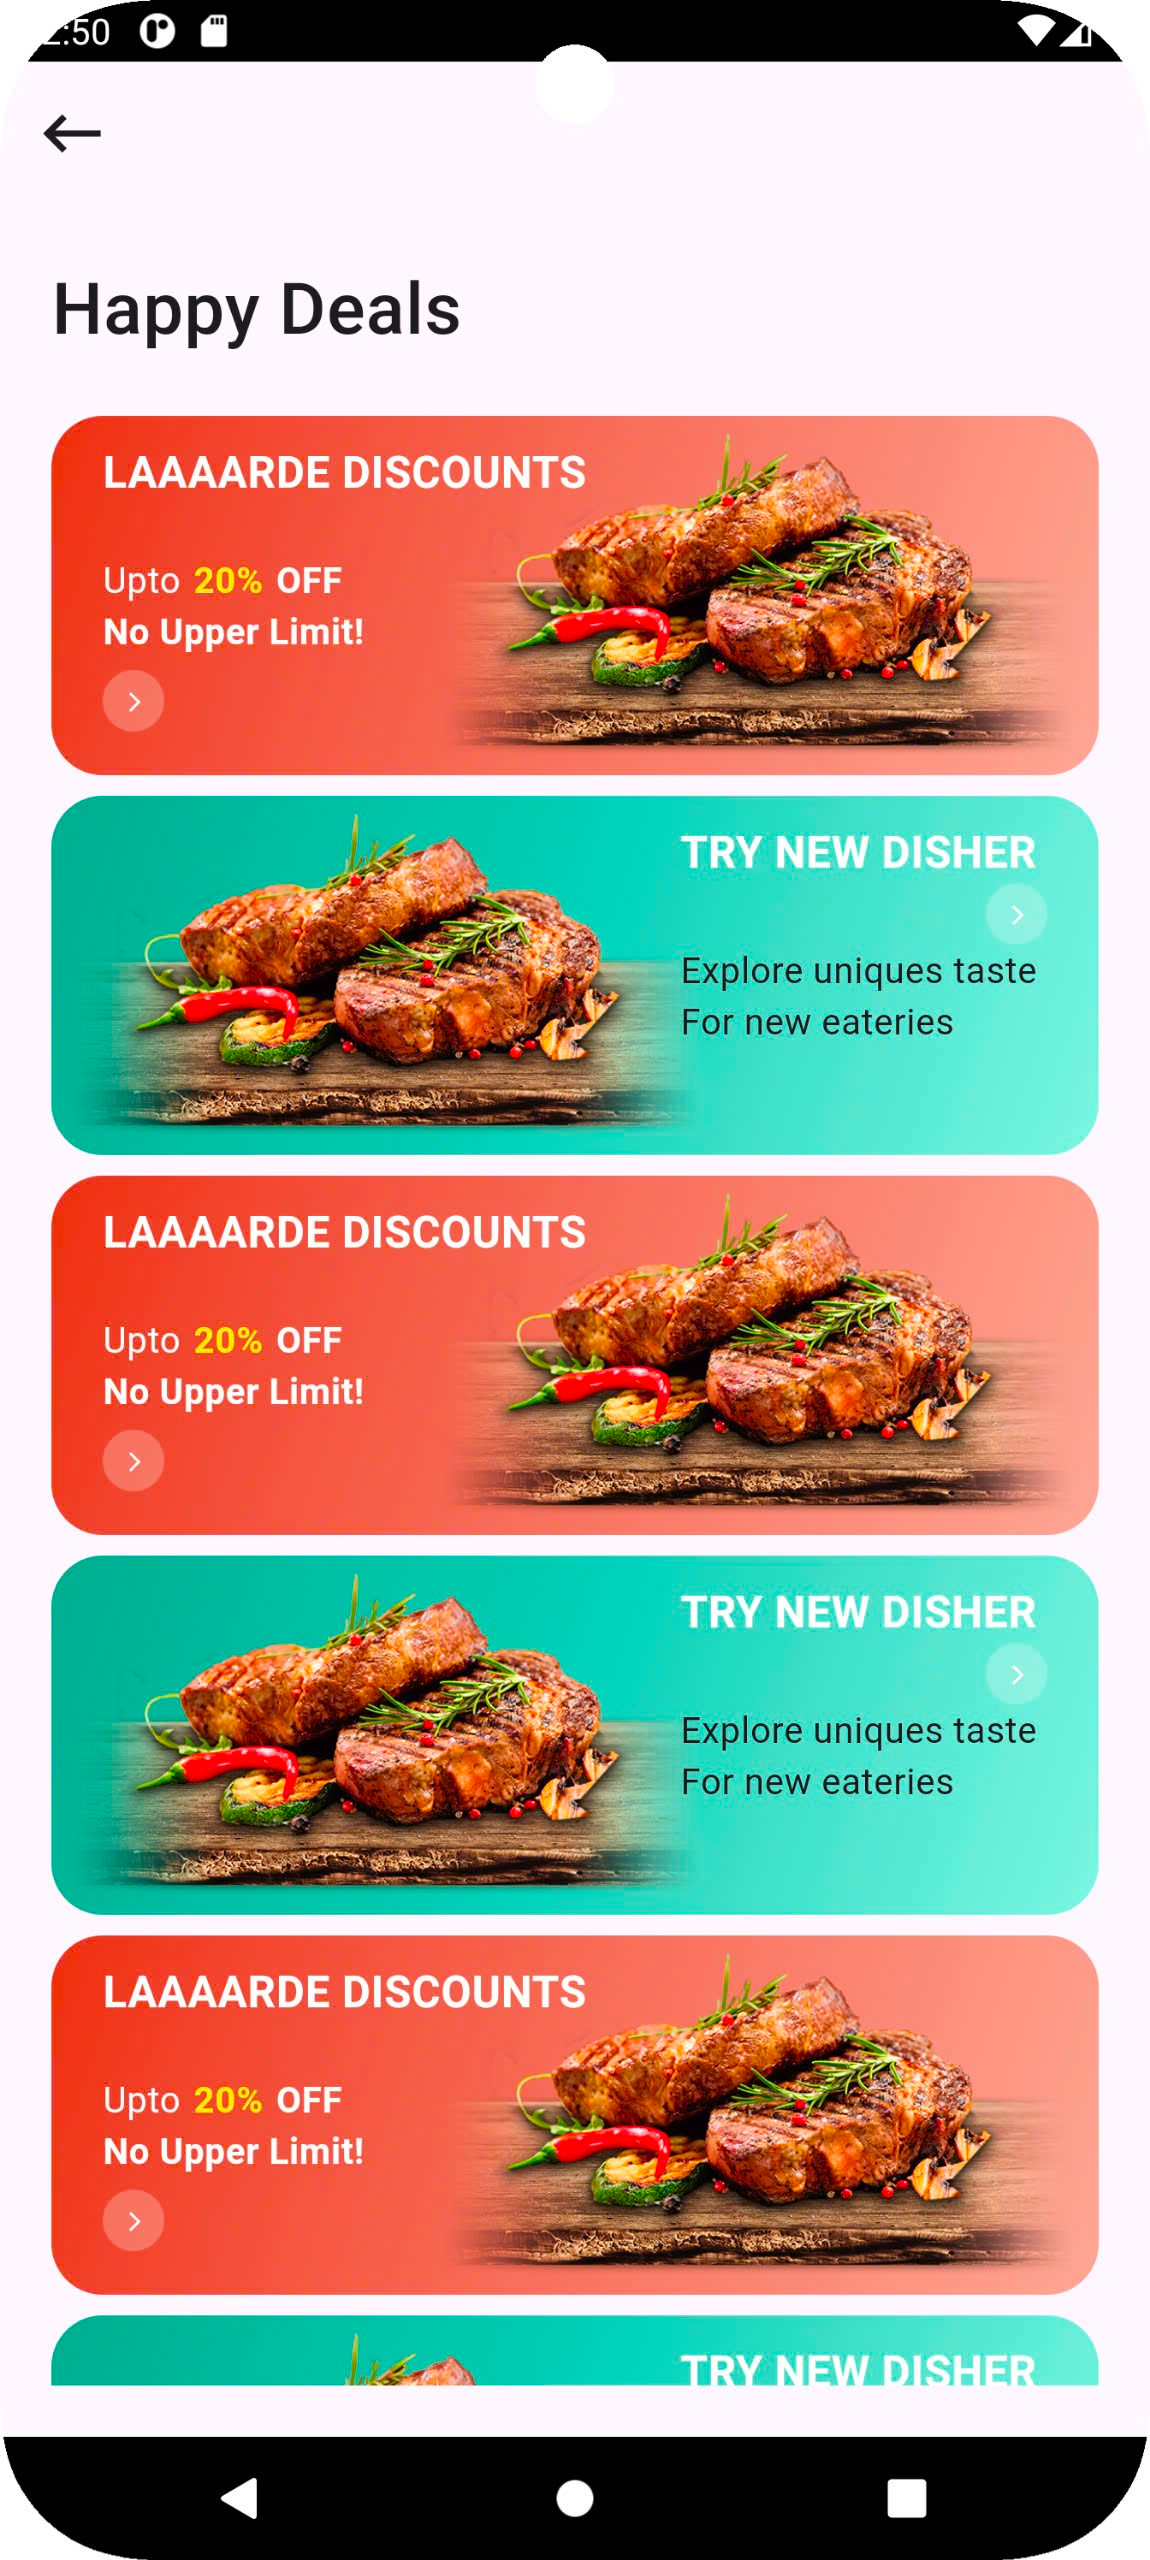 2:50
Happy Deals
LAAAARDE DISCOUNTS
Upto 20% OFF
No Upper Limit!
TRY NEW DISHER
Explore uniques taste
For new eateries
LAAAARDE DISCOUNTS
Upto 20% OFF
No Upper Limit!
TRY NEW DISHER
Explore uniques taste
For new eateries
LAAAARDE DISCOUNTS
Upto 20% OFF
No Upper Limit!
TRY NEW DISHER